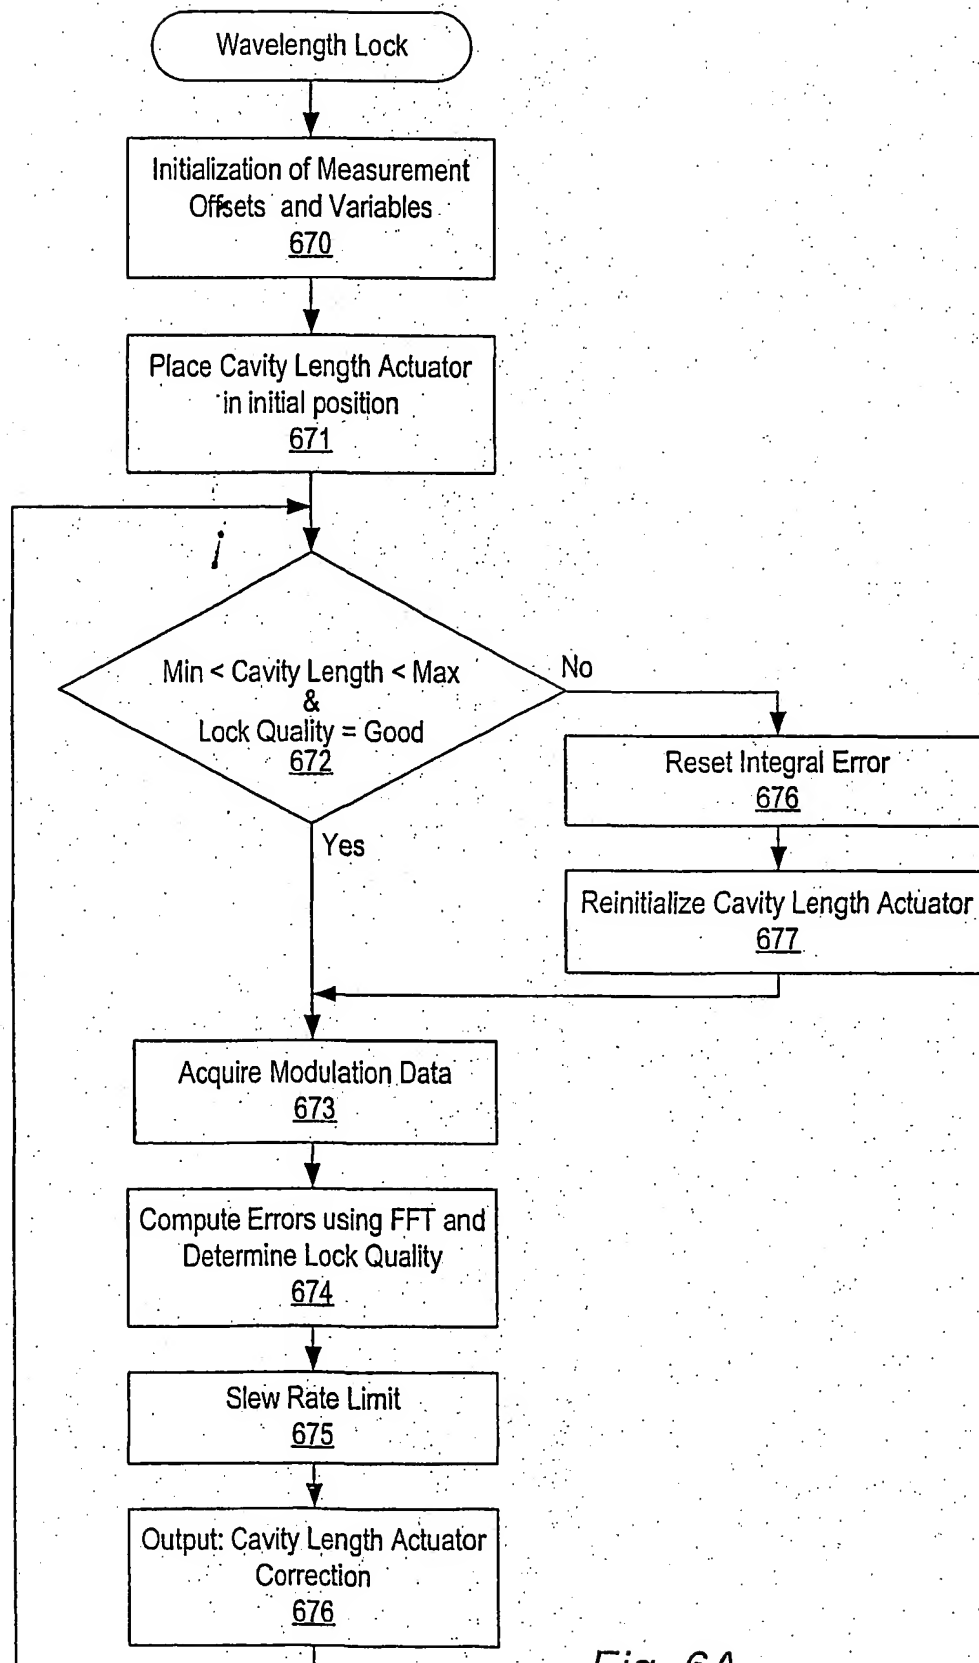 Wavelength Lock
Initialization of Measurement
Offsets and Variables
670
Place Cavity Length Actuator
in initial position
671
Min < Cavity Length < Max
&
Lock Quality = Good
672
No
Reset Integral Error
676
Reinitialize Cavity Length Actuator
677
Yes
Acquire Modulation Data
673
Compute Errors using FFT and
Determine Lock Quality
674
Slew Rate Limit
675
Output: Cavity Length Actuator
Correction
676
Fig. 6A